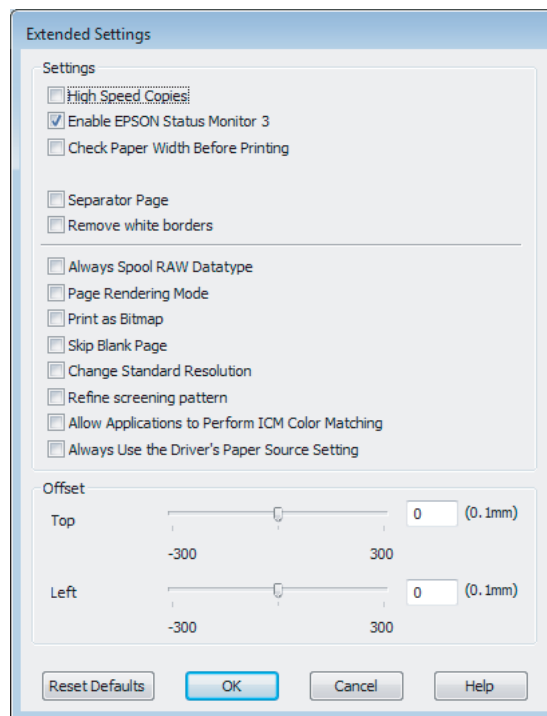 Extended Settings
Settings
High Speed Copies
Enable EPSON Status Monitor 3
Check Paper Width Before Printing
Separator Page
Remove white borders
Always Spool RAW Datatype
Page Rendering Mode
Print as Bitmap
Skip Blank Page
Change Standard Resolution
Refine screening pattern
Allow Applications to Perform ICM Color Matching
Always Use the Driver's Paper Source Setting
Offset
Top 0 (0.1mm)
-300 300
Left 0 (0.1mm)
-300 300
Reset Defaults OK Cancel Help